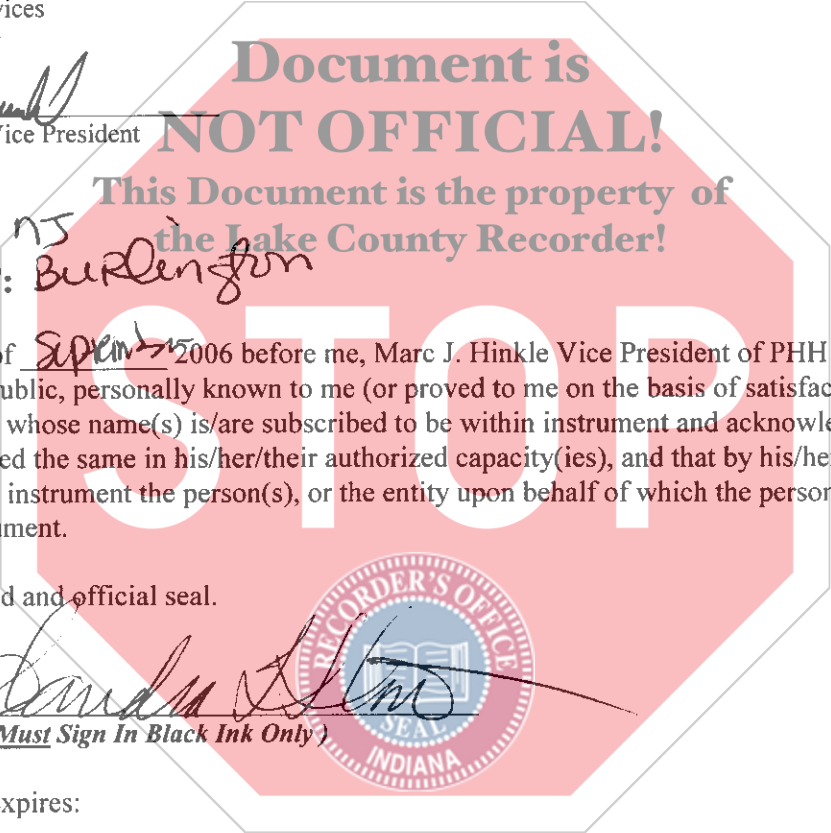 vices
Document is
NOT OFFICIAL!
Vice President
This Document is the property of
the Lake County Recorder!
NJ
: Burlington
STOP
of September 2006 before me, Marc J. Hinkle Vice President of PHH
ublic, personally known to me (or proved to me on the basis of satisfac
whose name(s) is/are subscribed to be within instrument and acknowle
ed the same in his/her/their authorized capacity(ies), and that by his/he
instrument the person(s), or the entity upon behalf of which the person
ument.
d and official seal.
RECORDER'S OFFICE
SEAL
INDIANA
Must Sign In Black Ink Only)
xpires: